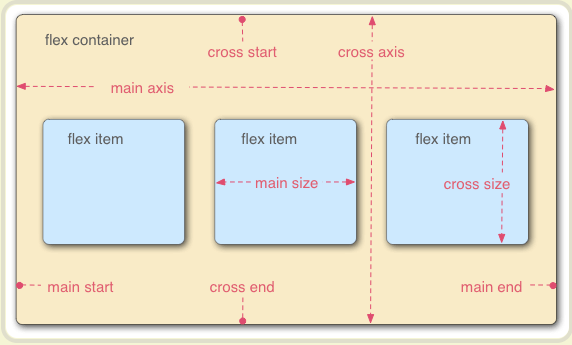 flex container
cross start
cross axis
main axis
flex item
flex item
flex item
main size
cross size
main start
cross end
main end